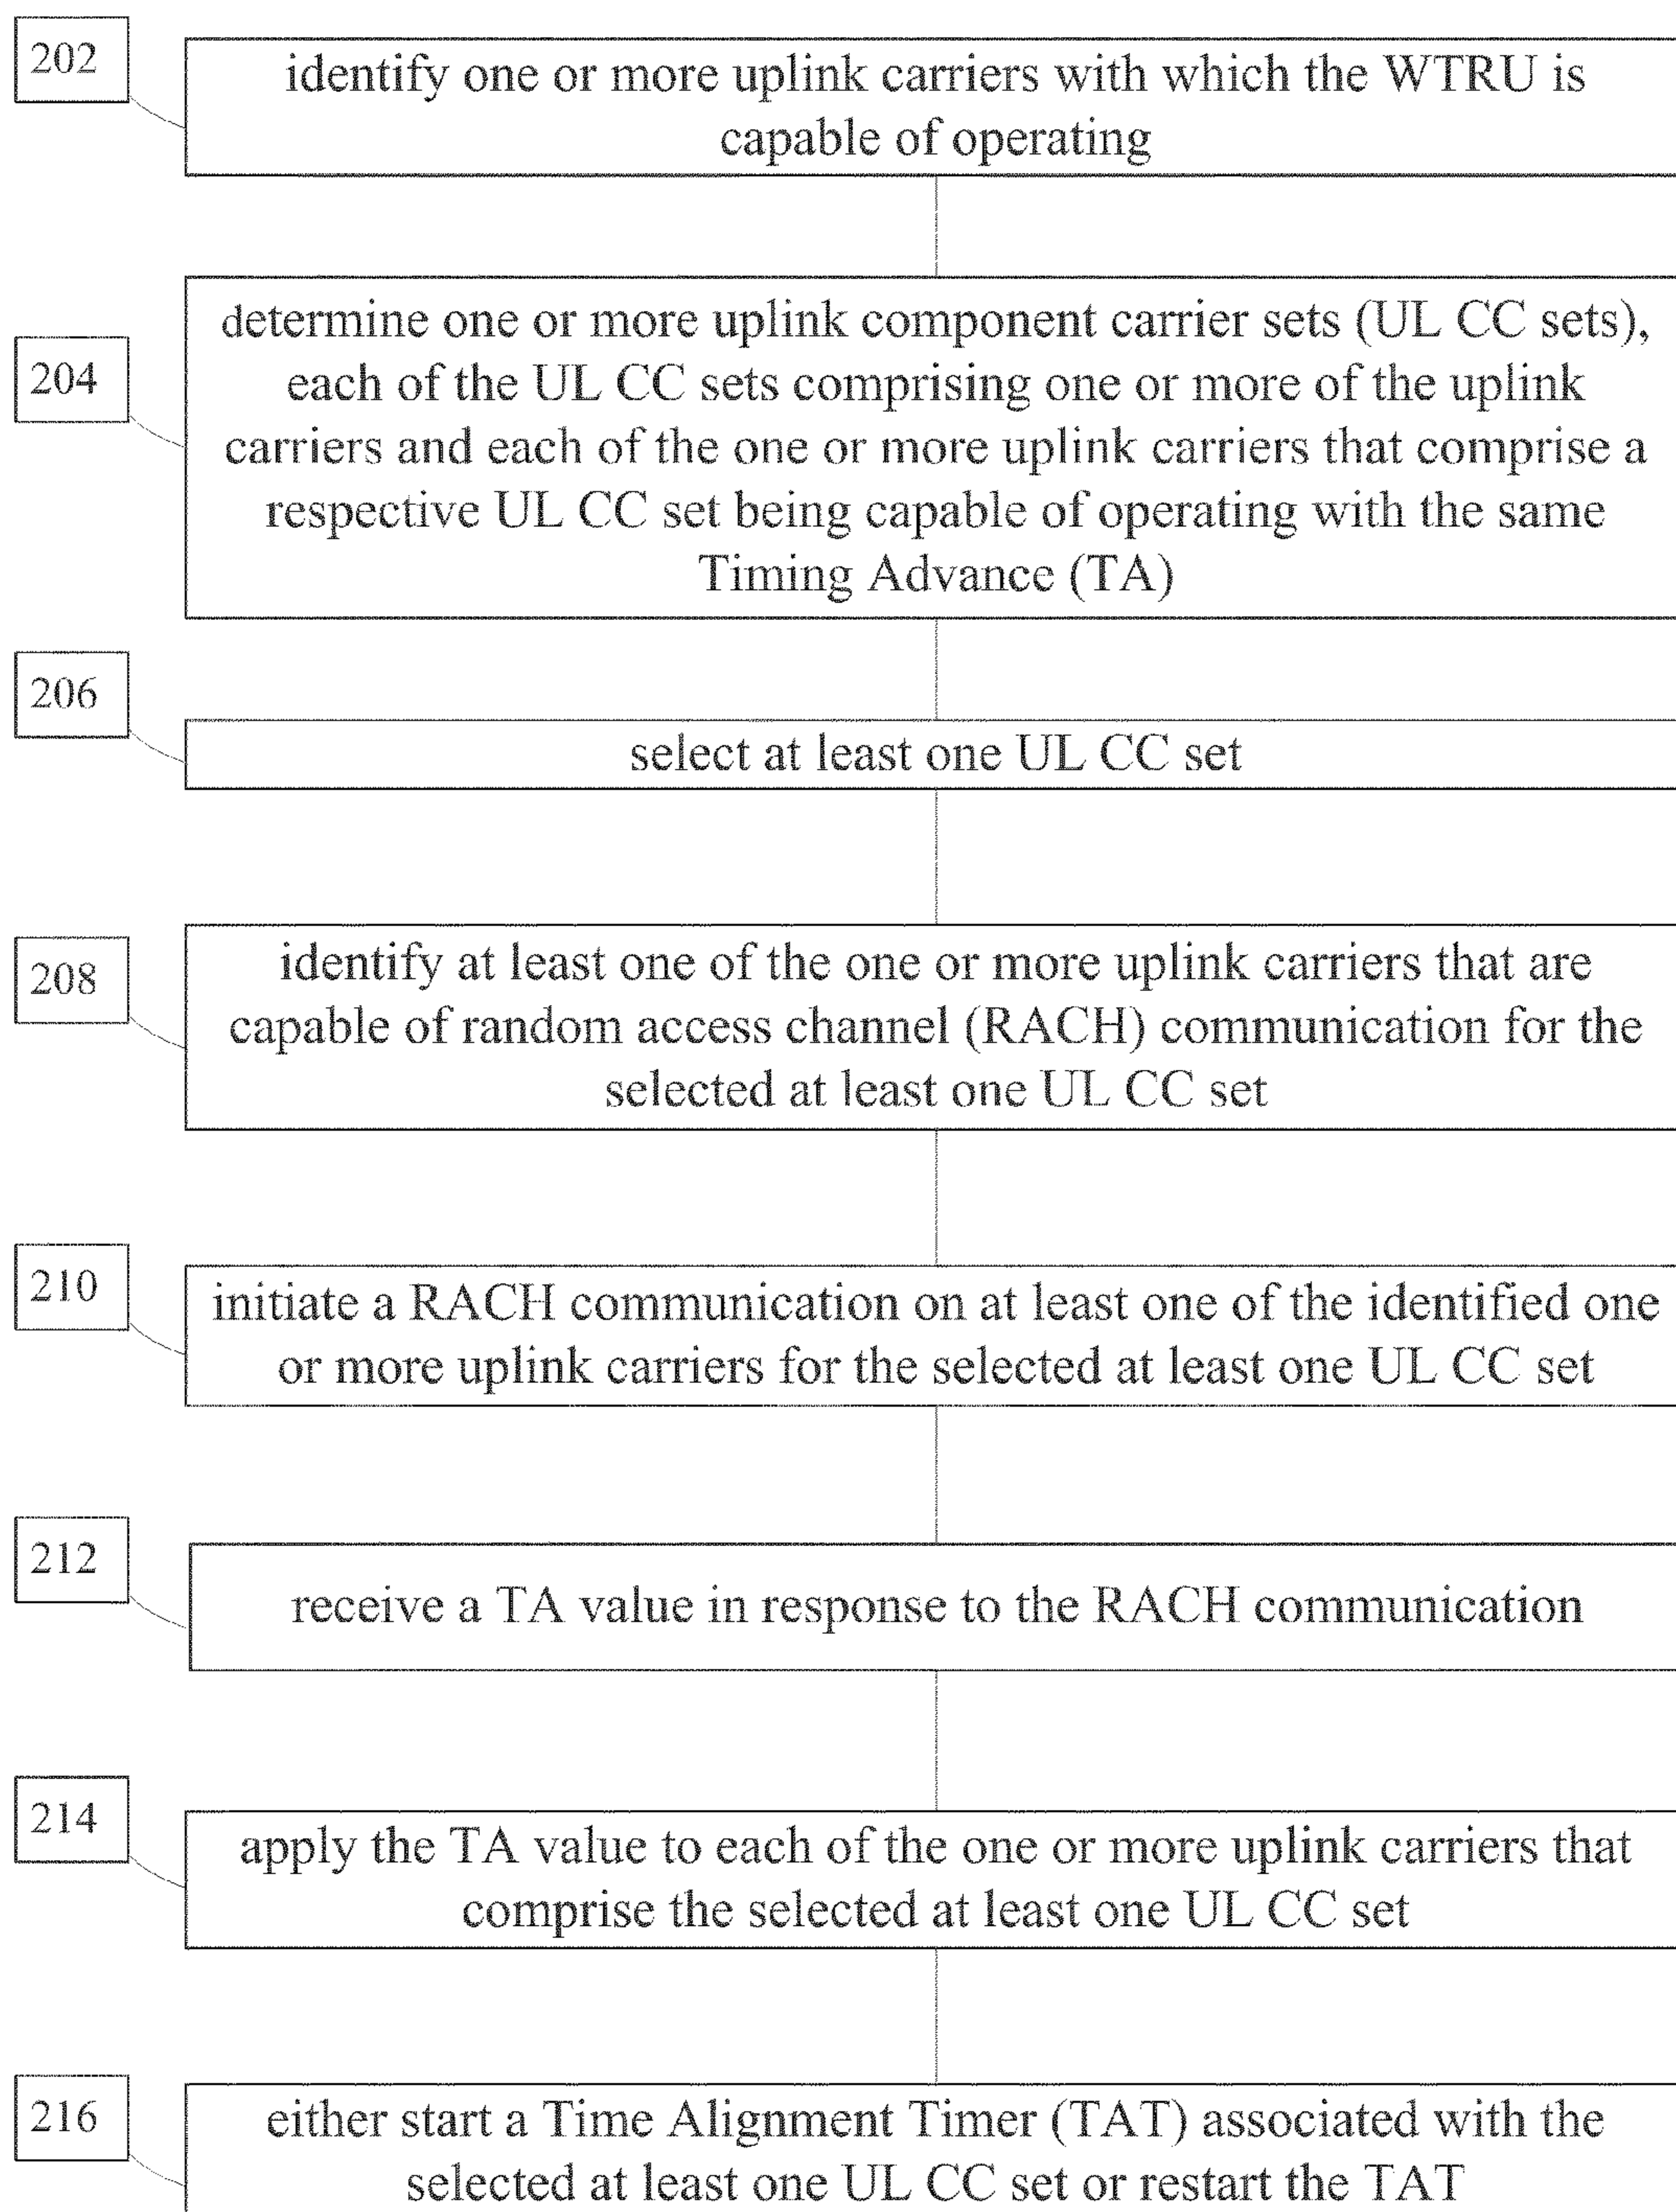 202
identify one or more uplink carriers with which the WTRU is
capable of operating
204
determine one or more uplink component carrier sets (UL CC sets),
each of the UL CC sets comprising one or more of the uplink
carriers and each of the one or more uplink carriers that comprise a
respective UL CC set being capable of operating with the same
Timing Advance (TA)
206
select at least one UL CC set
208
identify at least one of the one or more uplink carriers that are
capable of random access channel (RACH) communication for the
selected at least one UL CC set
210
initiate a RACH communication on at least one of the identified one
or more uplink carriers for the selected at least one UL CC set
212
receive a TA value in response to the RACH communication
214
apply the TA value to each of the one or more uplink carriers that
comprise the selected at least one UL CC set
216
either start a Time Alignment Timer (TAT) associated with the
selected at least one UL CC set or restart the TAT